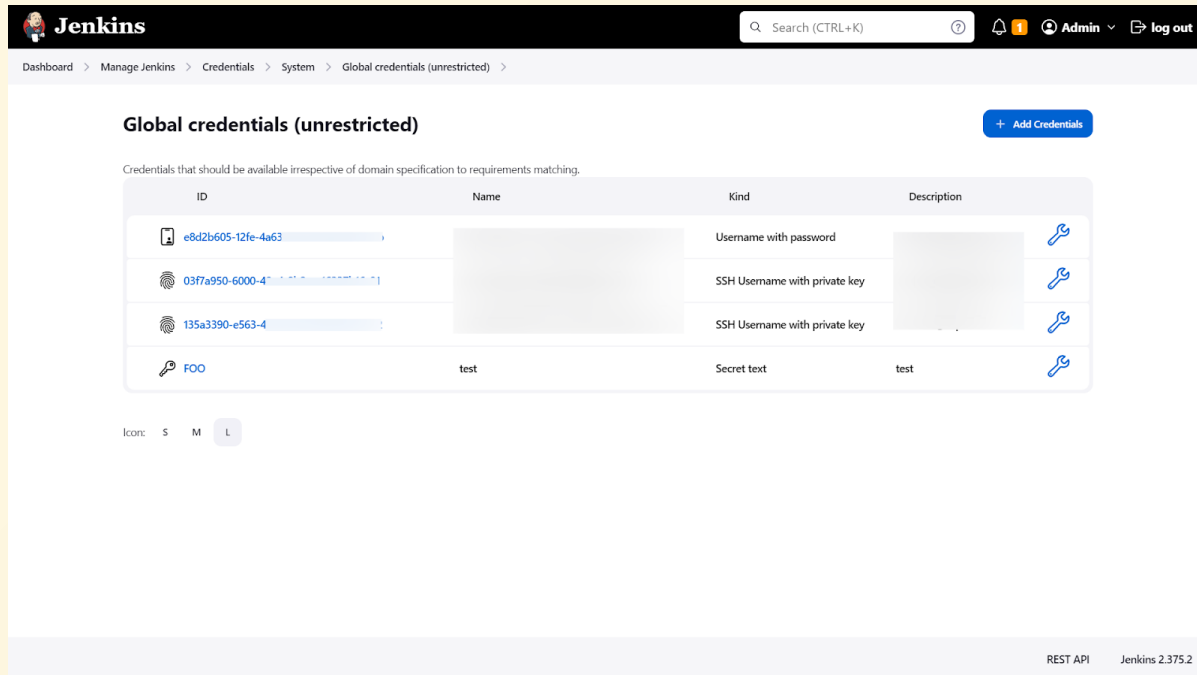 Jenkins
Search (CTRL+K)
1
Admin
log out
Dashboard > Manage Jenkins > Credentials > System > Global credentials (unrestricted) >
Global credentials (unrestricted)
+ Add Credentials
Credentials that should be available irrespective of domain specification to requirements matching.
ID Name Kind Description
e8d2b605-12fe-4a63 Username with password
03f7a950-6000-4 SSH Username with private key
135a3390-e563-4 SSH Username with private key
FOO test Secret text test
Icon: S M L
REST API Jenkins 2.375.2